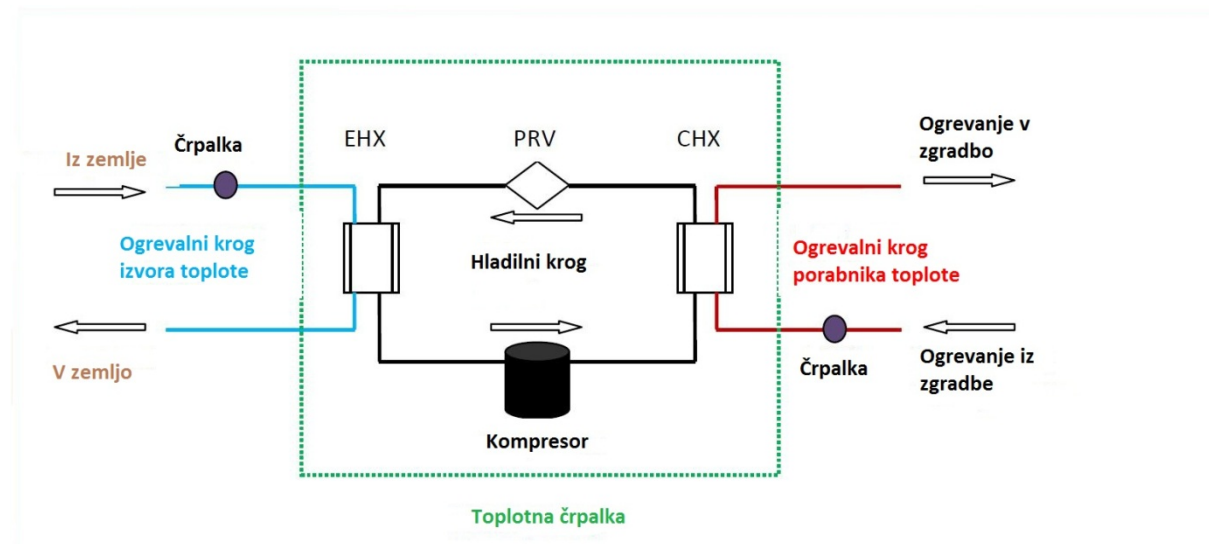 EHX
PRV
CHX
Črpalka
Iz zemlje
Ogrevanje v
zgradbo
Ogrevalni krog
izvora toplote
Hladilni krog
Ogrevalni krog
porabnika toplote
V zemljo
Črpalka
Ogrevanje iz
zgradbe
Kompresor
Toplotna črpalka